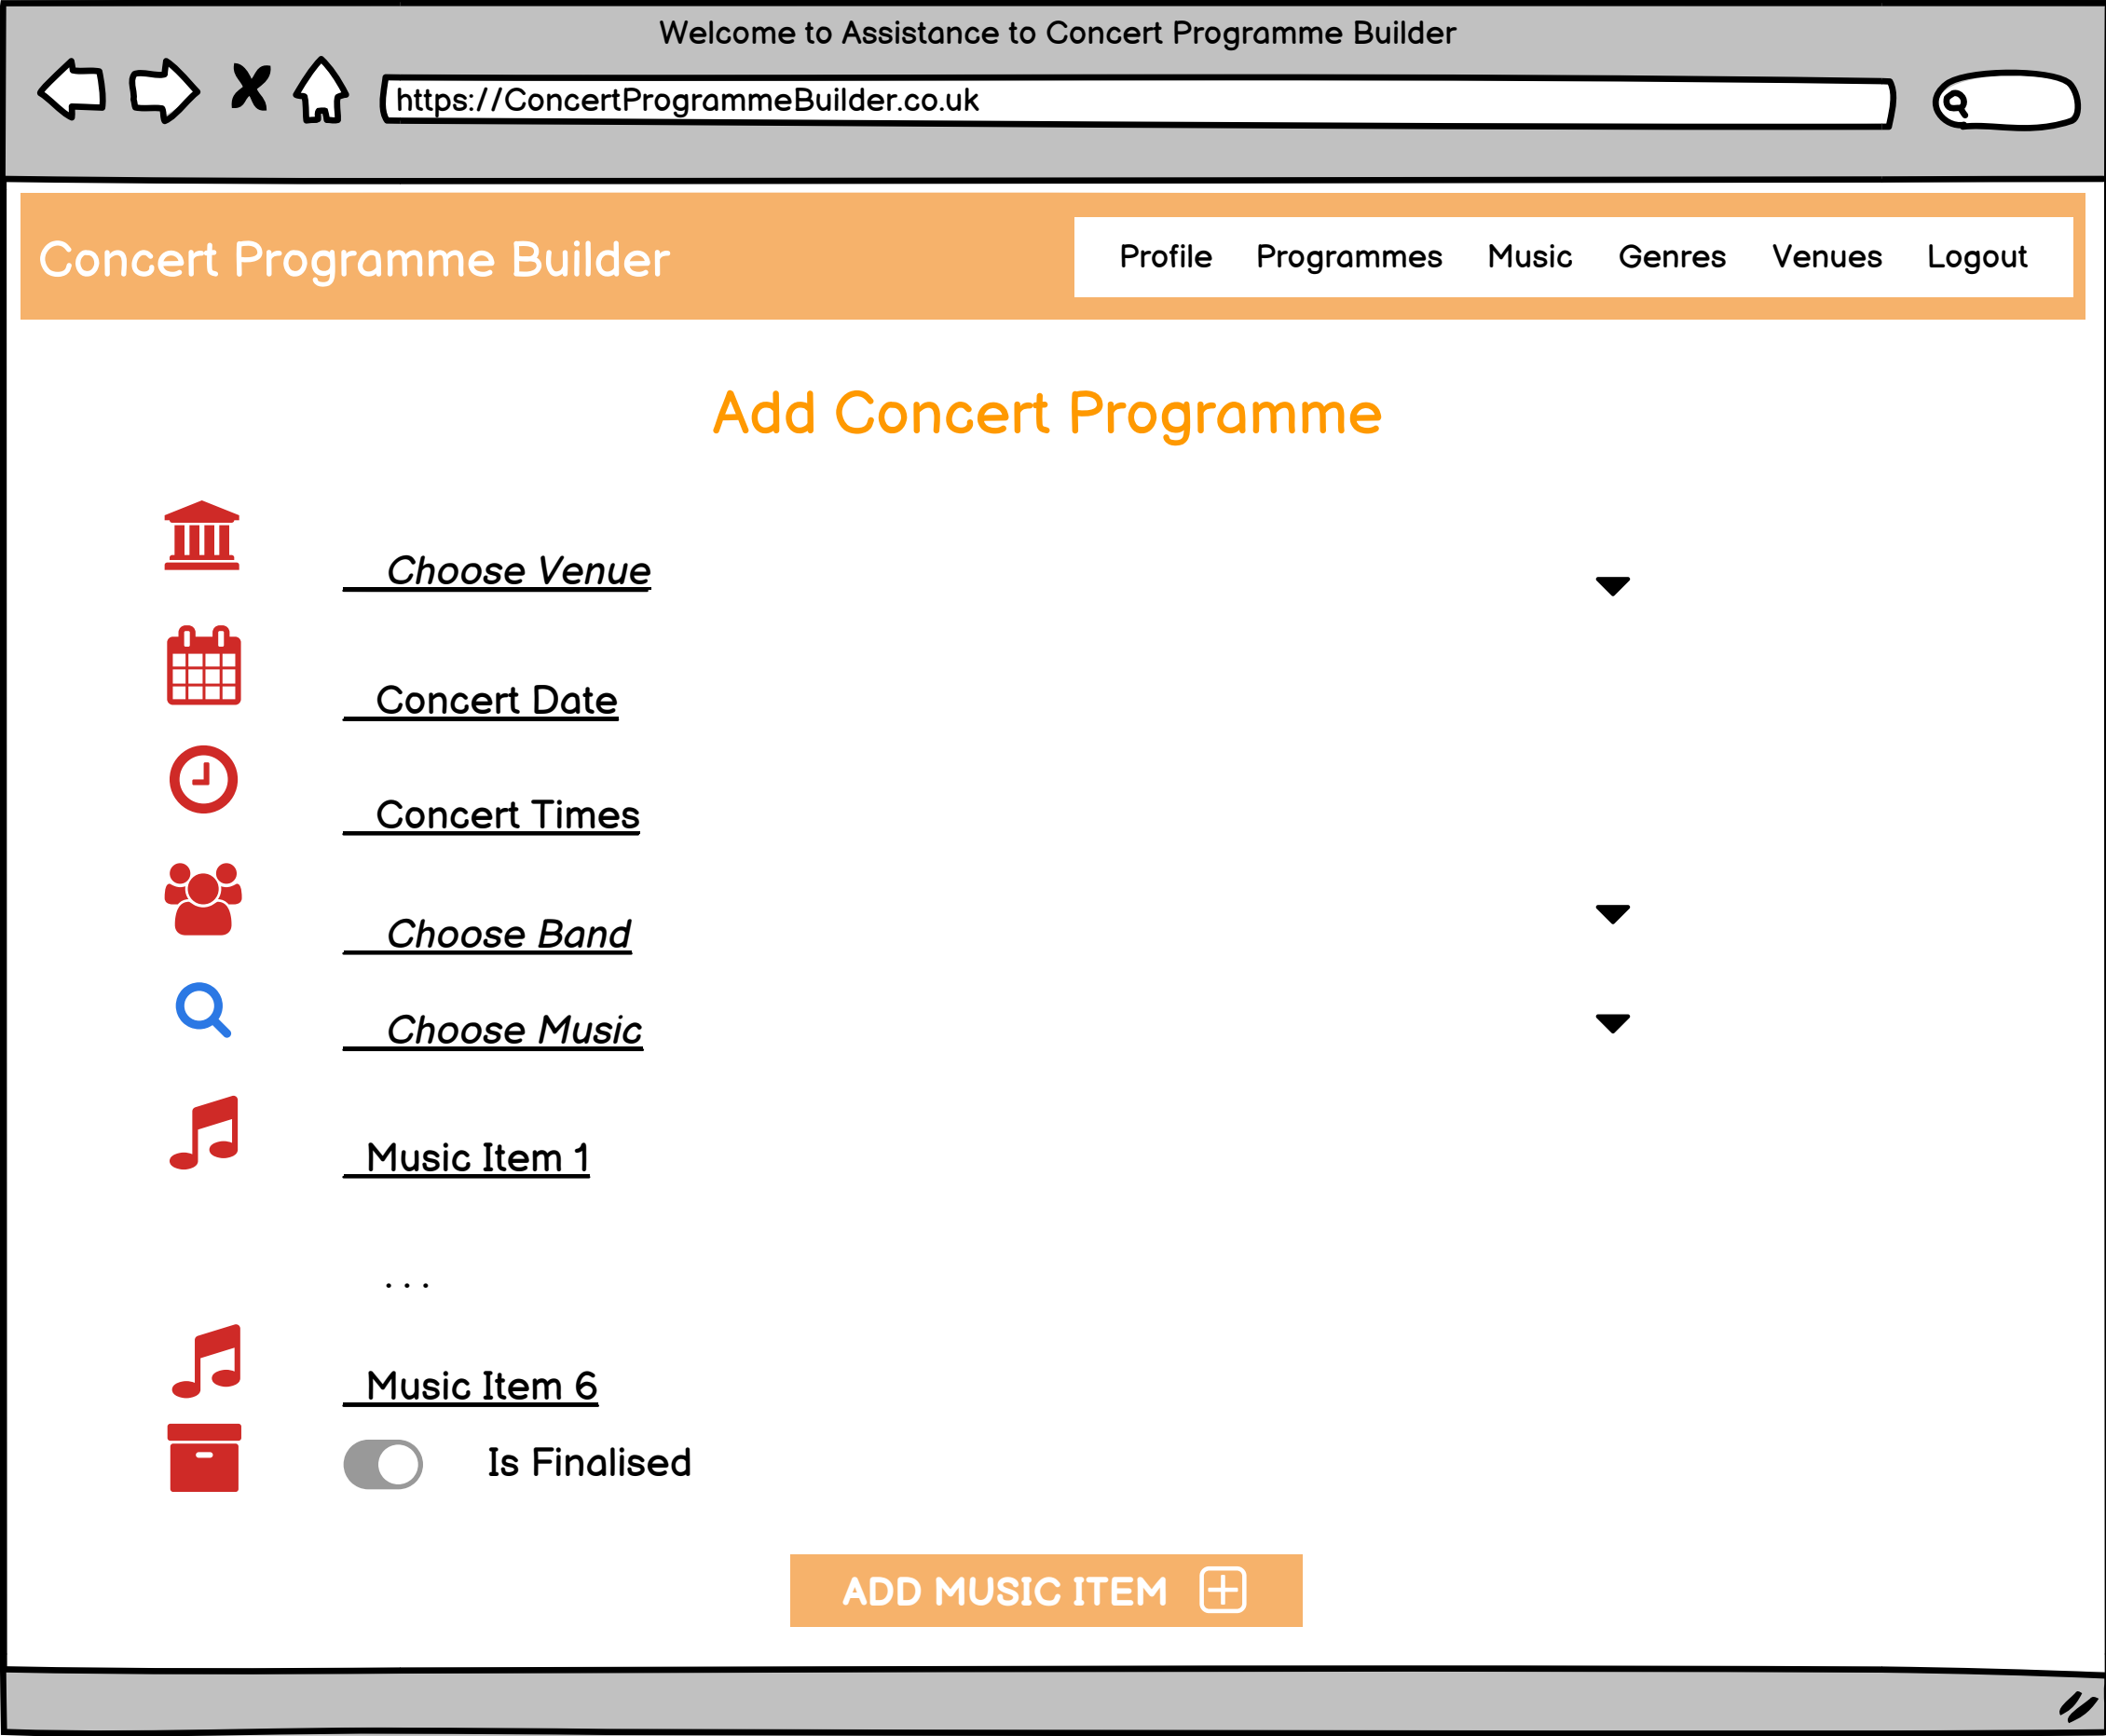 Welcome to Assistance to Concert Programme Builder
https://ConcertProgrammeBuilder.co.uk
Concert Programme Builder
Profile Programmes Music Genres Venues Logout
Add Concert Programme
Choose Venue
Concert Date
Concert Times
Choose Band
Choose Music
Music Item 1
...
Music Item 6
Is Finalised
ADD MUSIC ITEM